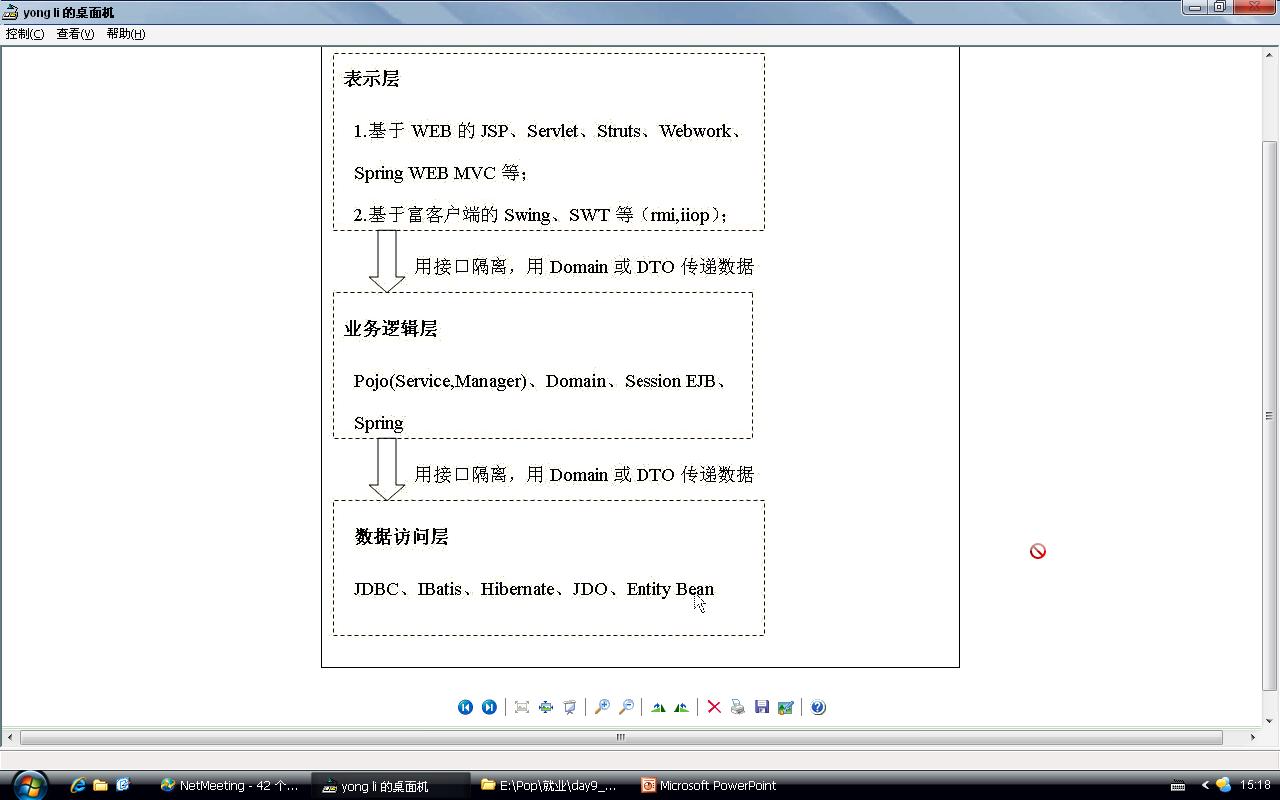 yong li 的桌面机
控制(C) 查看(V) 帮助(H)
表示层
1.基于 WEB 的 JSP、Servlet、Struts、Webwork、
Spring WEB MVC 等；
2.基于富客户端的 Swing、SWT 等（rmi,iiop）；
用接口隔离，用 Domain 或 DTO 传递数据
业务逻辑层
Pojo(Service,Manager)、Domain、Session EJB、
Spring
用接口隔离，用 Domain 或 DTO 传递数据
数据访问层
JDBC、IBatis、Hibernate、JDO、Entity Bean
NetMeeting - 42 个... yong li 的桌面机 E:\Pop\就业\day9_... Microsoft PowerPoint 15:18